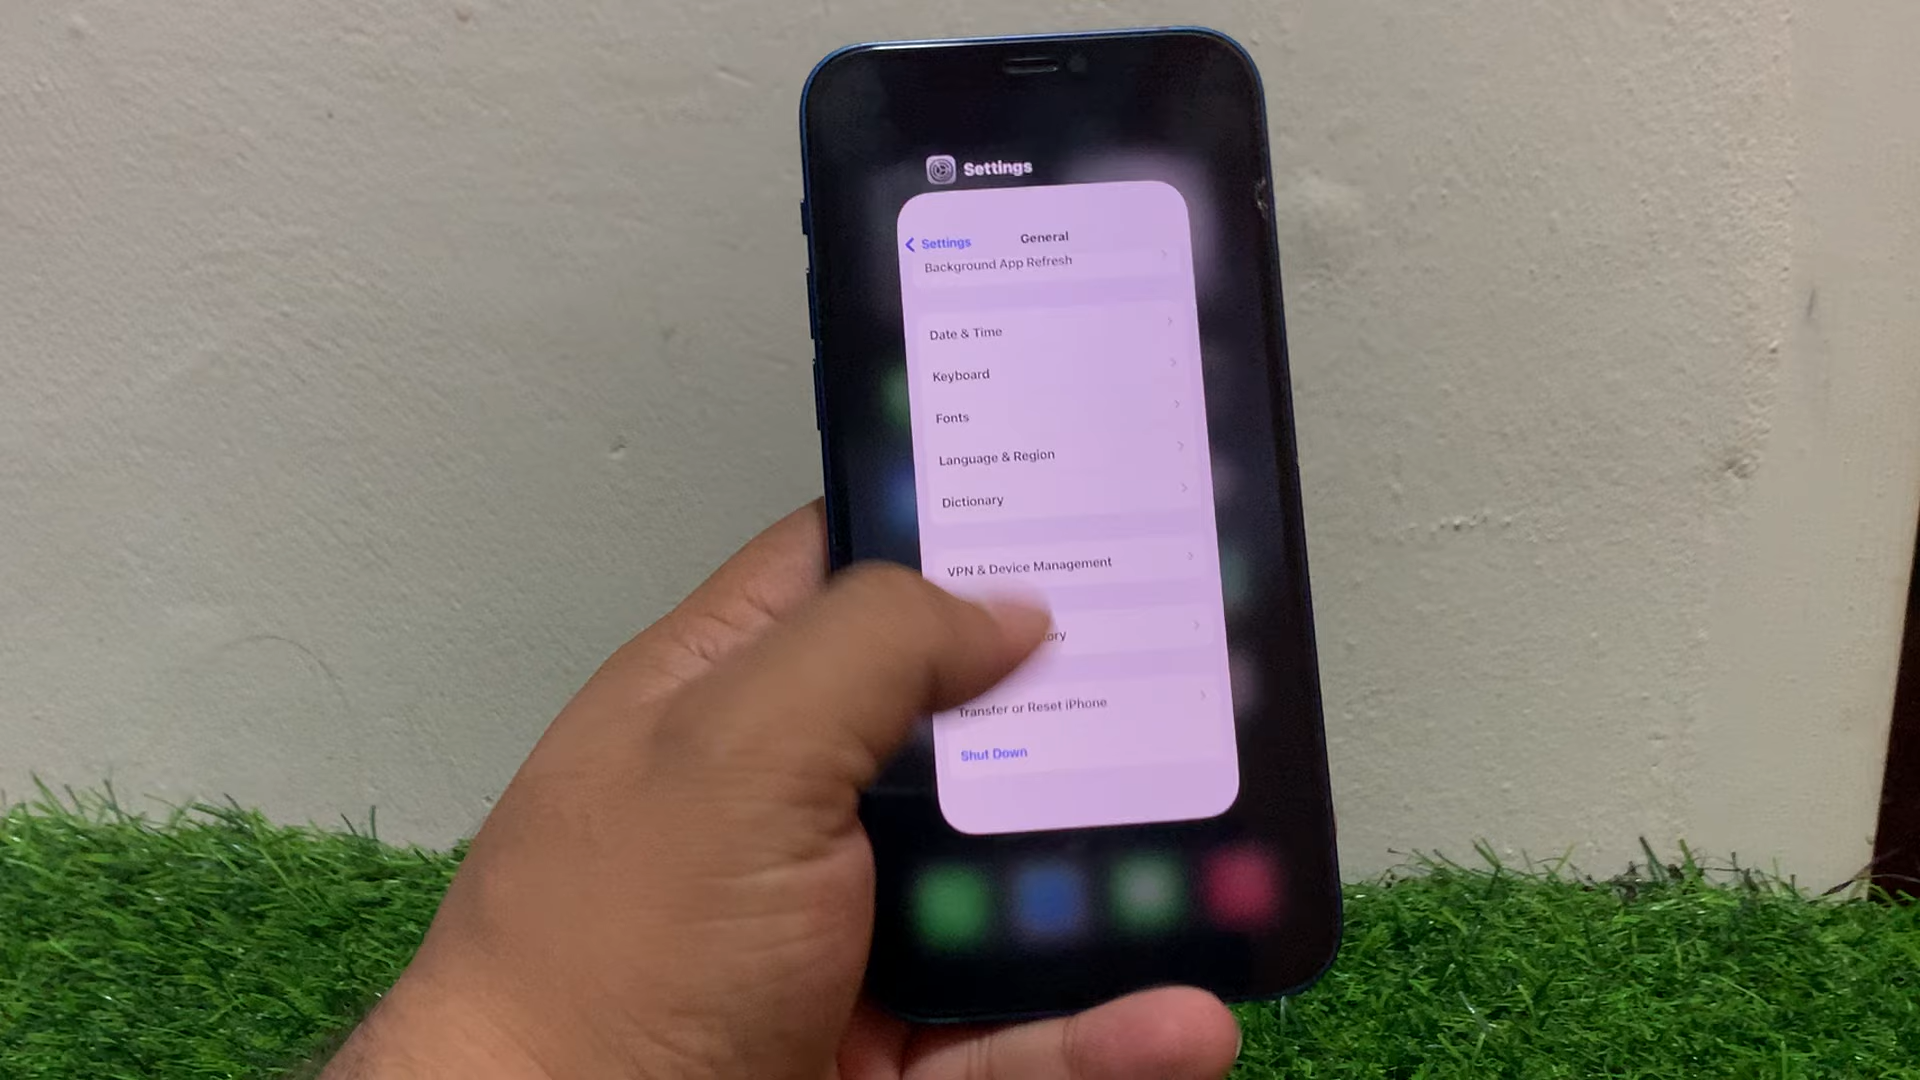 Settings
Settings
General
Background App Refresh
Date & Time
Keyboard
Fonts
Language & Region
Dictionary
VPN & Device Management
Transfer or Reset iPhone
Shut Down